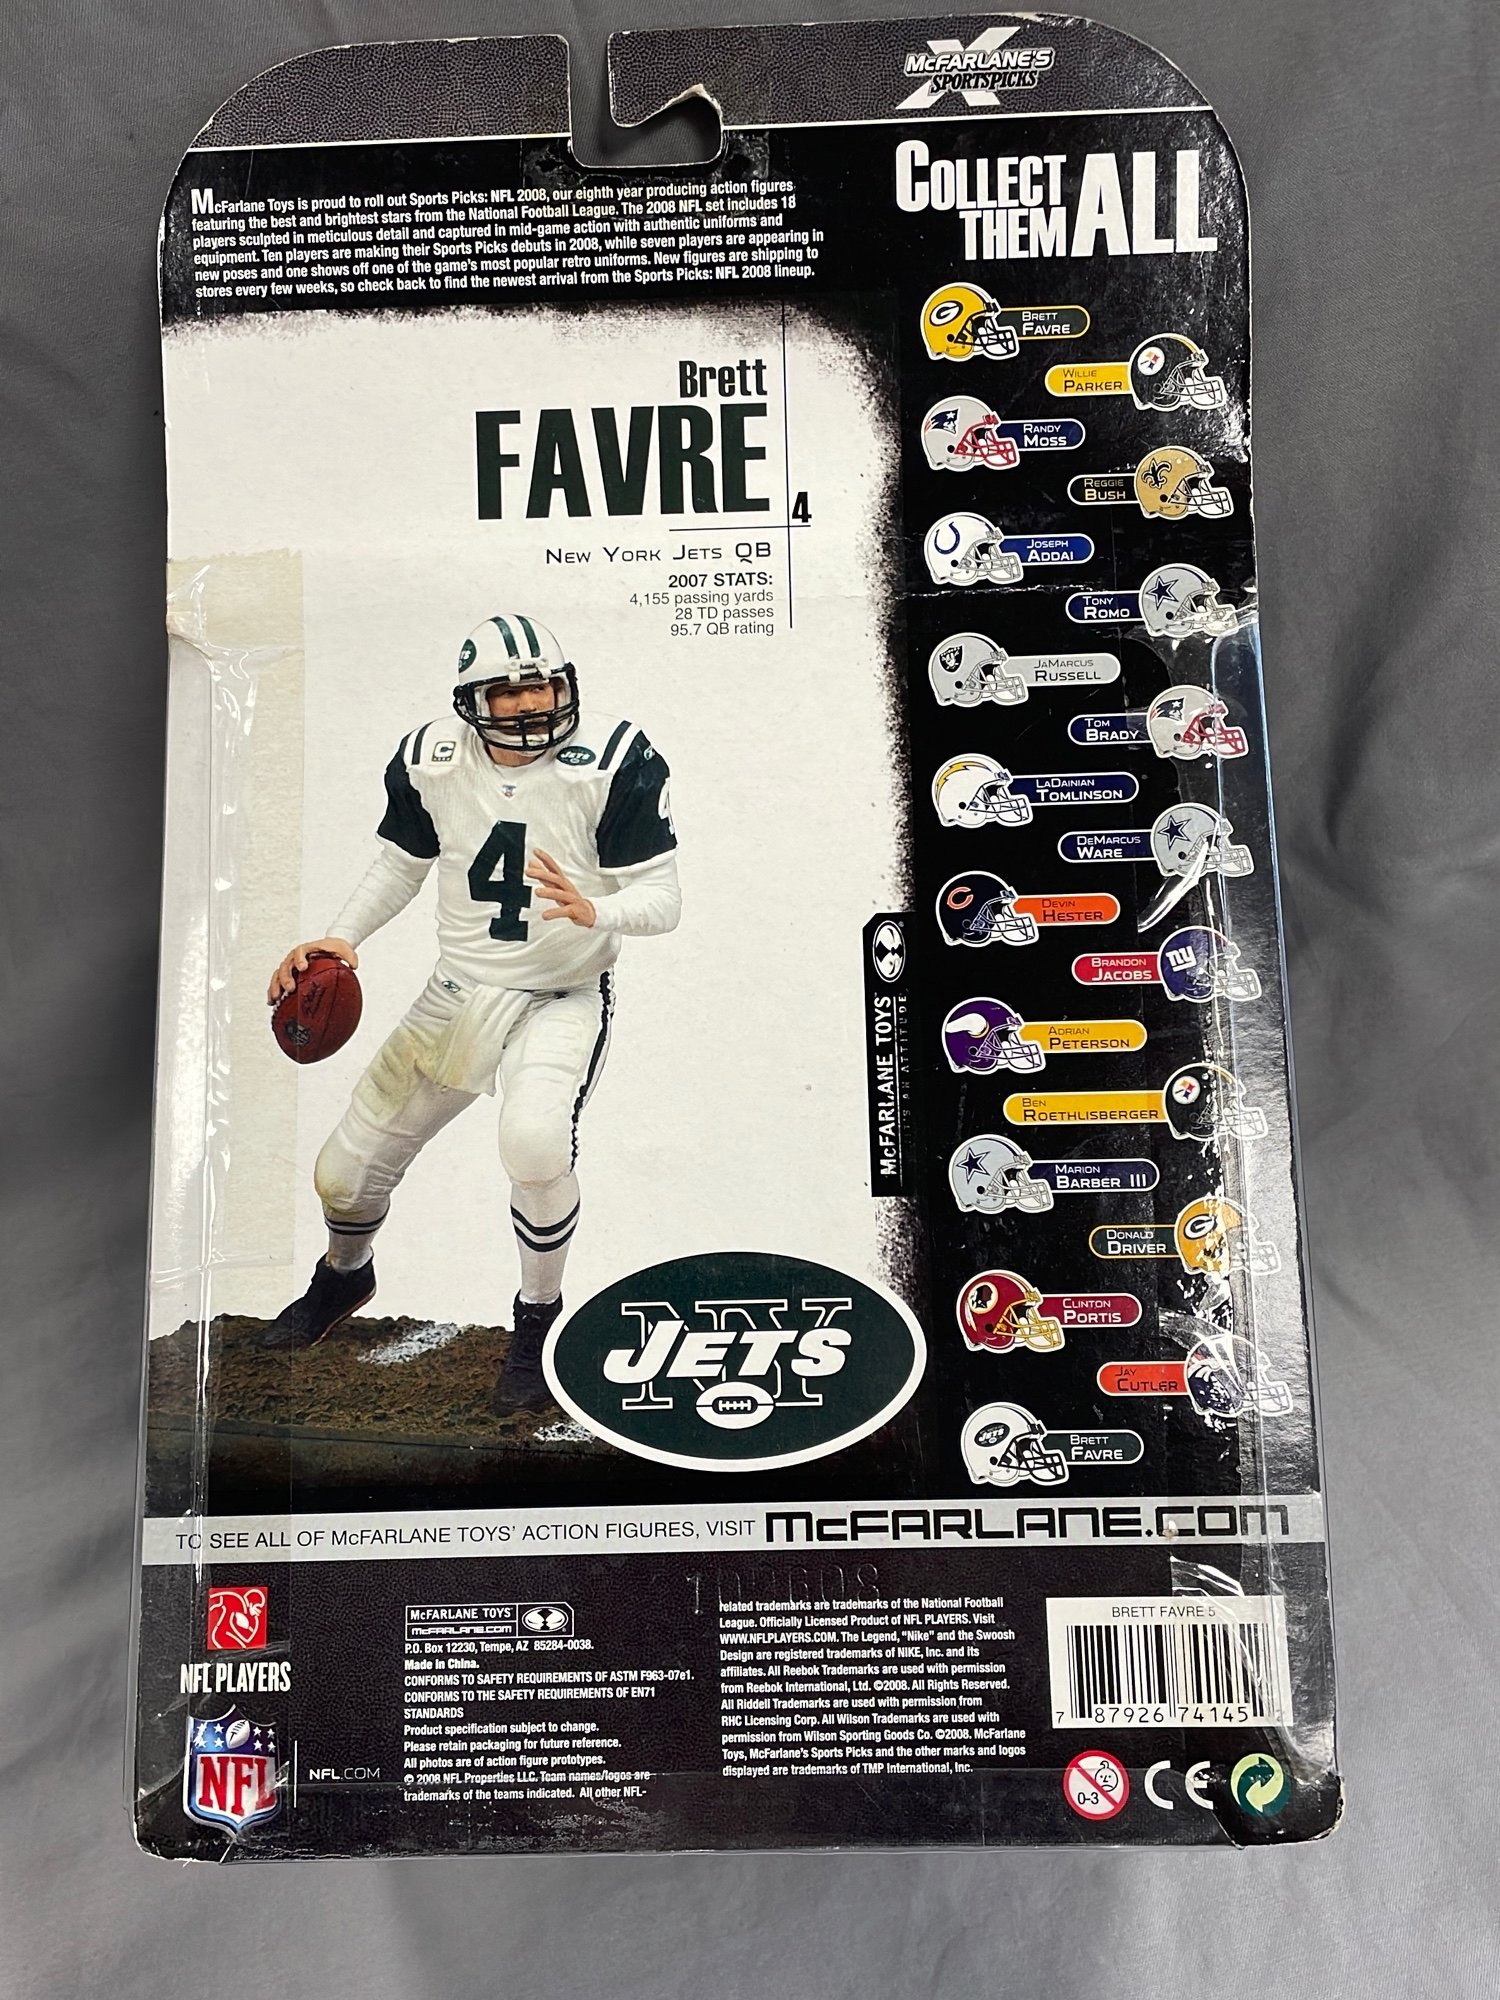 McFARLANE'S
SPORTSPICKS
McFarlane Toys is proud to roll out Sports Picks: NFL 2008, our eighth year producing action figures
featuring the best and brightest stars from the National Football League. The 2008 NFL set includes 18
players sculpted in meticulous detail and captured in mid-game action with authentic uniforms and
equipment. Ten players are making their Sports Picks debuts in 2008, while seven players are appearing in
new poses and one shows off one of the game's most popular retro uniforms. New figures are shipping to
stores every few weeks, so check back to find the newest arrival from the Sports Picks: NFL 2008 lineup.
COLLECT
THEM ALL
Brett
FAVRE
4
NEW YORK JETS QB
2007 STATS:
4,155 passing yards
28 TD passes
95.7 QB rating
C
JETS
4
BRETT
FAVRE
WILLIE
PARKER
RANDY
MOSS
REGGIE
BUSH
JOSEPH
ADDAI
TONY
ROMO
JAMARCUS
RUSSELL
TOM
BRADY
LADAINIAN
TOMLINSON
DEMARCUS
WARE
DEVIN
HESTER
BRANDON
JACOBS
ny
ADRIAN
PETERSON
BEN
ROETHLISBERGER
MARION
BARBER III
DONALD
DRIVER
CLINTON
PORTIS
JAY
CUTLER
JETS
BRETT
FAVRE
McFARLANE TOYS
NY
JETS
TO SEE ALL OF McFARLANE TOYS' ACTION FIGURES, VISIT McFARLANE.COM
NFL PLAYERS
NFL
NFL.COM
McFARLANE TOYS
McFARLANE.COM
P.O. Box 12230, Tempe, AZ 85284-0038.
Made in China.
CONFORMS TO SAFETY REQUIREMENTS OF ASTM F963-07e1.
CONFORMS TO THE SAFETY REQUIREMENTS OF EN71
STANDARDS
Product specification subject to change.
Please retain packaging for future reference.
All photos are of action figure prototypes.
© 2008 NFL Properties LLC. Team names/logos are
trademarks of the teams indicated. All other NFL-
related trademarks are trademarks of the National Football
League. Officially Licensed Product of NFL PLAYERS. Visit
WWW.NFLPLAYERS.COM. The Legend, "Nike" and the Swoosh
Design are registered trademarks of NIKE, Inc. and its
affiliates. All Reebok Trademarks are used with permission
from Reebok International, Ltd. ©2008. All Rights Reserved.
All Riddell Trademarks are used with permission from
RHC Licensing Corp. All Wilson Trademarks are used with
permission from Wilson Sporting Goods Co. ©2008. McFarlane
Toys, McFarlane's Sports Picks and the other marks and logos
displayed are trademarks of TMP International, Inc.
BRETT FAVRE 5
7 87926 74145 2
0-3
CE